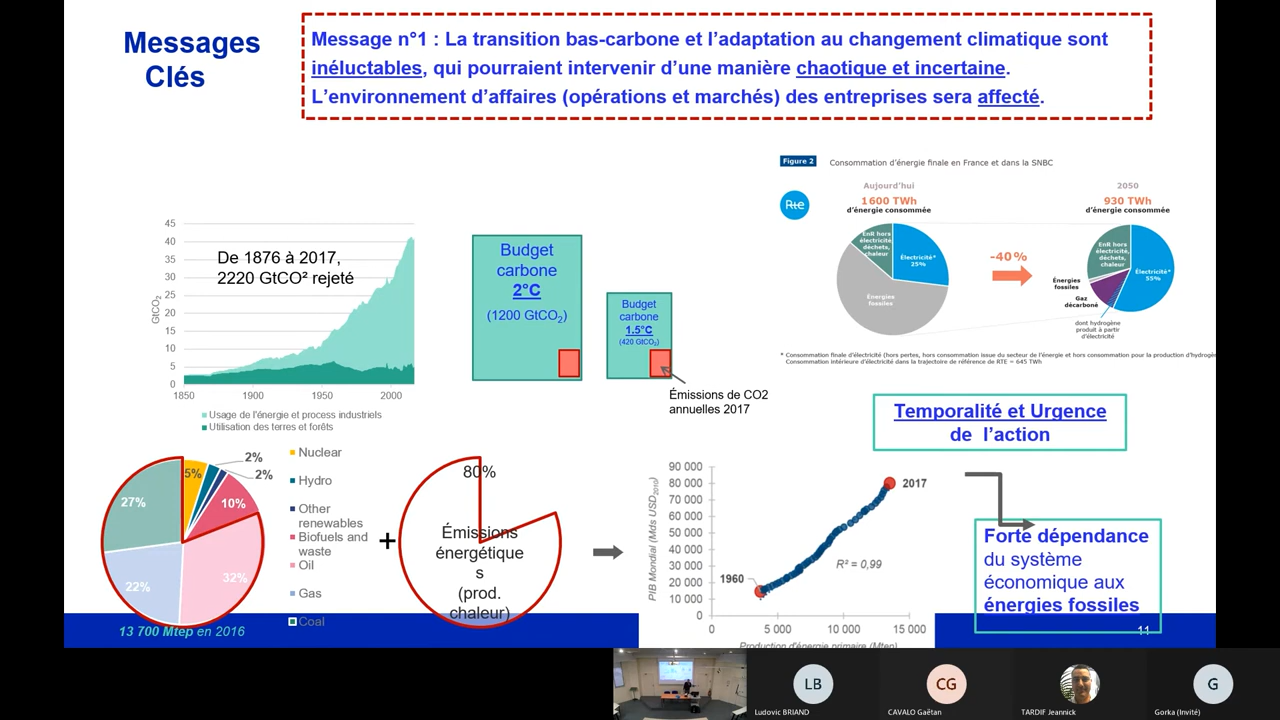 Messages
Clés
Message n°1 : La transition bas-carbone et l'adaptation au changement climatique sont
inéluctables, qui pourraient intervenir d'une manière chaotique et incertaine.
L'environnement d'affaires (opérations et marchés) des entreprises sera affecté.
Figure 2
Consommation d'énergie finale en France et dans la SNBC
Rte
Aujourd'hui
1600 TWh
d'énergie consommée
2050
930 TWh
d'énergie consommée
EnR hors
électricité,
déchets,
chaleur
Électricité*
25%
Énergies
fossiles
-40%
EnR hors
électricité,
déchets,
chaleur
Électricité*
55%
Énergies
fossiles
Gaz
décarboné
dont hydrogène
produit à partir
d'électricité
* Consommation finale d'électricité (hors pertes, hors consommation issue du secteur de l'énergie et hors consommation pour la production d'hydrogèn
Consommation intérieure d'électricité dans la trajectoire de référence de RTE = 645 TWh
45
40
35
30
25
20
15
10
5
0
GtCO2
De 1876 à 2017,
2220 GtCO² rejeté
1850
1900
1950
2000
Usage de l'énergie et process industriels
Utilisation des terres et forêts
Budget
carbone
2°C
(1200 GtCO2)
Budget
carbone
1.5°C
(420 GtCO2)
Émissions de CO2
annuelles 2017
Temporalité et Urgence
de l'action
5%
2%
2%
10%
32%
22%
27%
Nuclear
Hydro
Other
renewables
Biofuels and
waste
Oil
Gas
Coal
13 700 Mtep en 2016
+
80%
Émissions
énergétique
s
(prod.
chaleur)
PIB Mondial (Mds USD2010)
90 000
80 000
70 000
60 000
50 000
40 000
30 000
20 000
10 000
0
2017
1960
R² = 0,99
0
5 000
10 000
15 000
Production d'énergie primaire (Mtep)
Forte dépendance
du système
économique aux
énergies fossiles
11
LB
Ludovic BRIAND
CG
CAVALO Gaëtan
TARDIF Jeannick
G
Gorka (Invité)